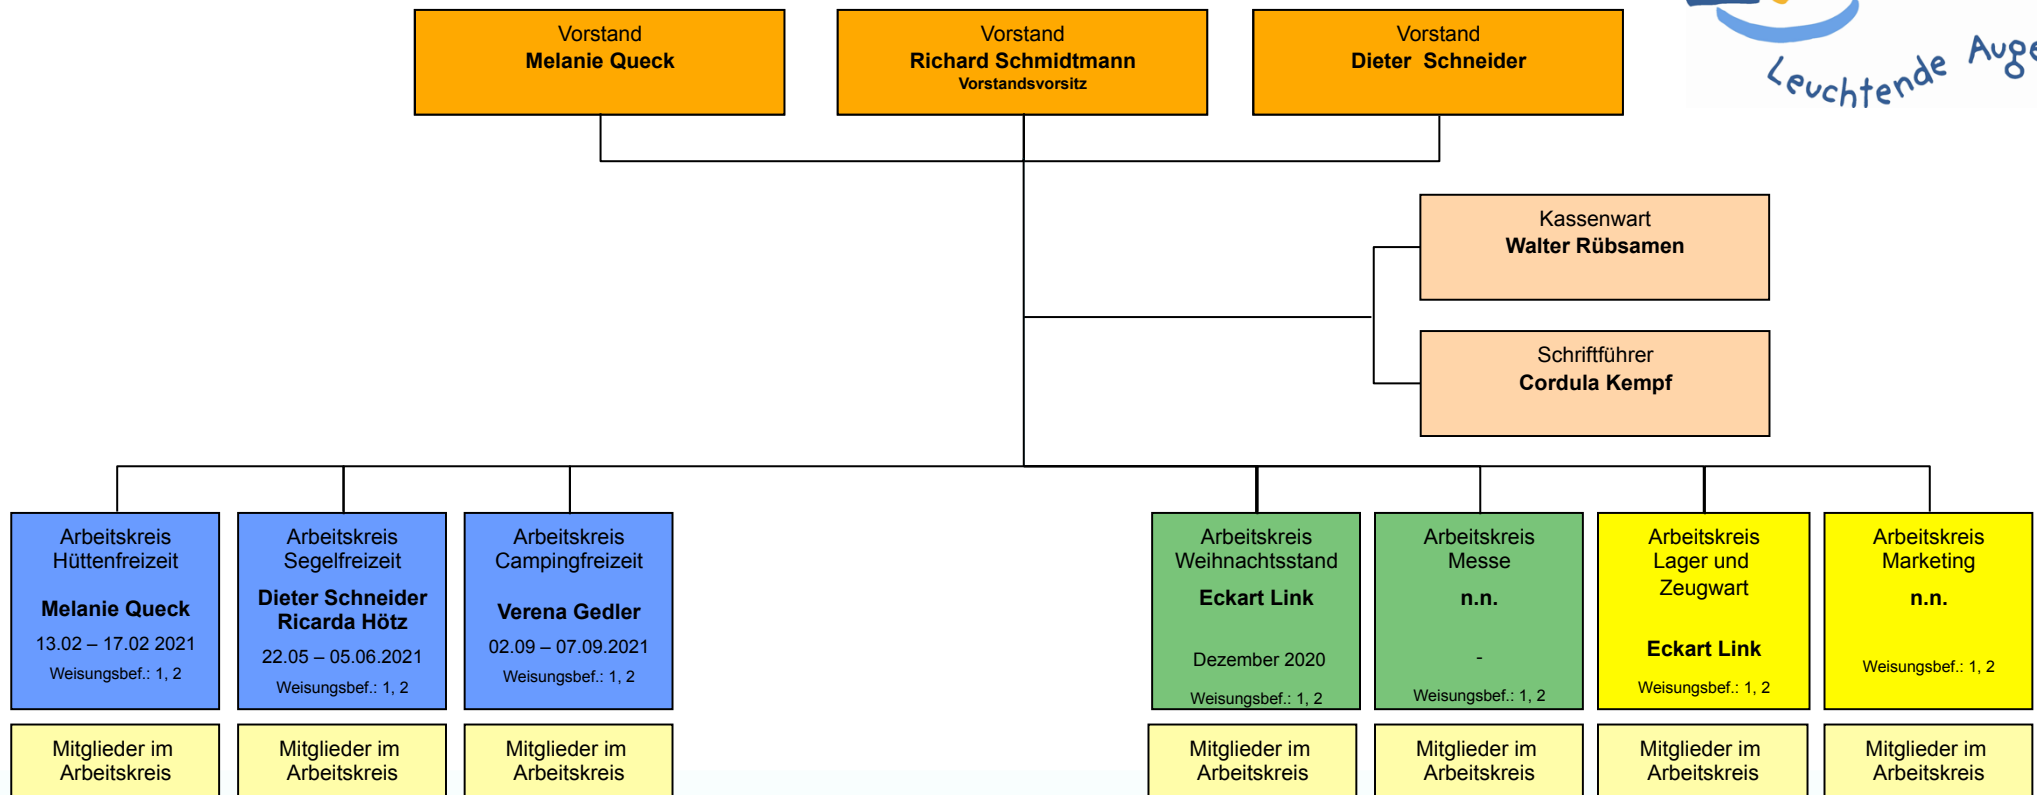 Vorstand
Melanie Queck
Vorstand
Richard Schmidtmann
Vorstandsvorsitz
Vorstand
Dieter Schneider
Leuchtende Auge
Kassenwart
Walter Rübsamen
Schriftführer
Cordula Kempf
Arbeitskreis
Hüttenfreizeit
Melanie Queck
13.02 – 17.02 2021
Weisungsbef.: 1, 2
Arbeitskreis
Segelfreizeit
Dieter Schneider
Ricarda Hötz
22.05 – 05.06.2021
Weisungsbef.: 1, 2
Arbeitskreis
Campingfreizeit
Verena Gedler
02.09 – 07.09.2021
Weisungsbef.: 1, 2
Arbeitskreis
Weihnachtsstand
Eckart Link
Dezember 2020
Weisungsbef.: 1, 2
Arbeitskreis
Messe
n.n.
-
Weisungsbef.: 1, 2
Arbeitskreis
Lager und
Zeugwart
Eckart Link
Weisungsbef.: 1, 2
Arbeitskreis
Marketing
n.n.
Weisungsbef.: 1, 2
Mitglieder im
Arbeitskreis
Mitglieder im
Arbeitskreis
Mitglieder im
Arbeitskreis
Mitglieder im
Arbeitskreis
Mitglieder im
Arbeitskreis
Mitglieder im
Arbeitskreis
Mitglieder im
Arbeitskreis